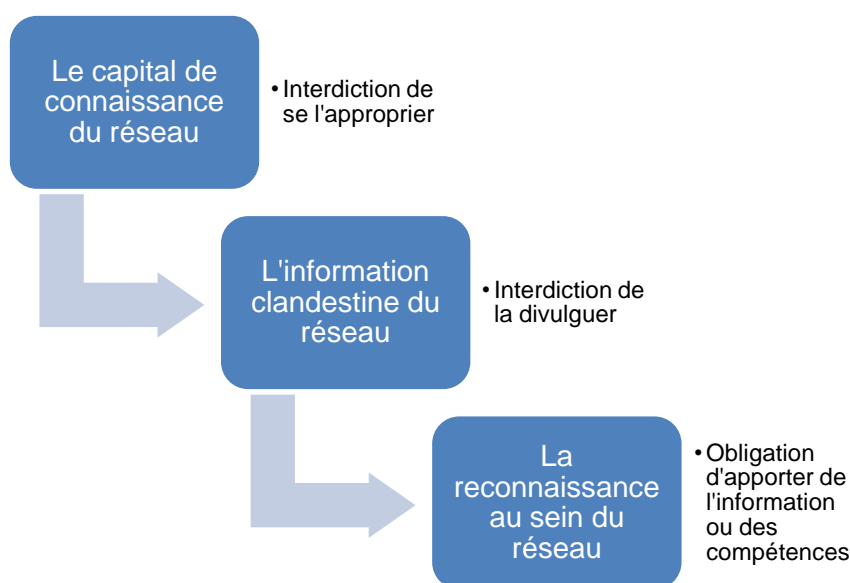 Le capital de
connaissance
du réseau
• Interdiction de
se l'approprier
L'information
clandestine du
réseau
• Interdiction de
la divulguer
La
reconnaissance
au sein du
réseau
• Obligation
d'apporter de
l'information
ou des
compétences